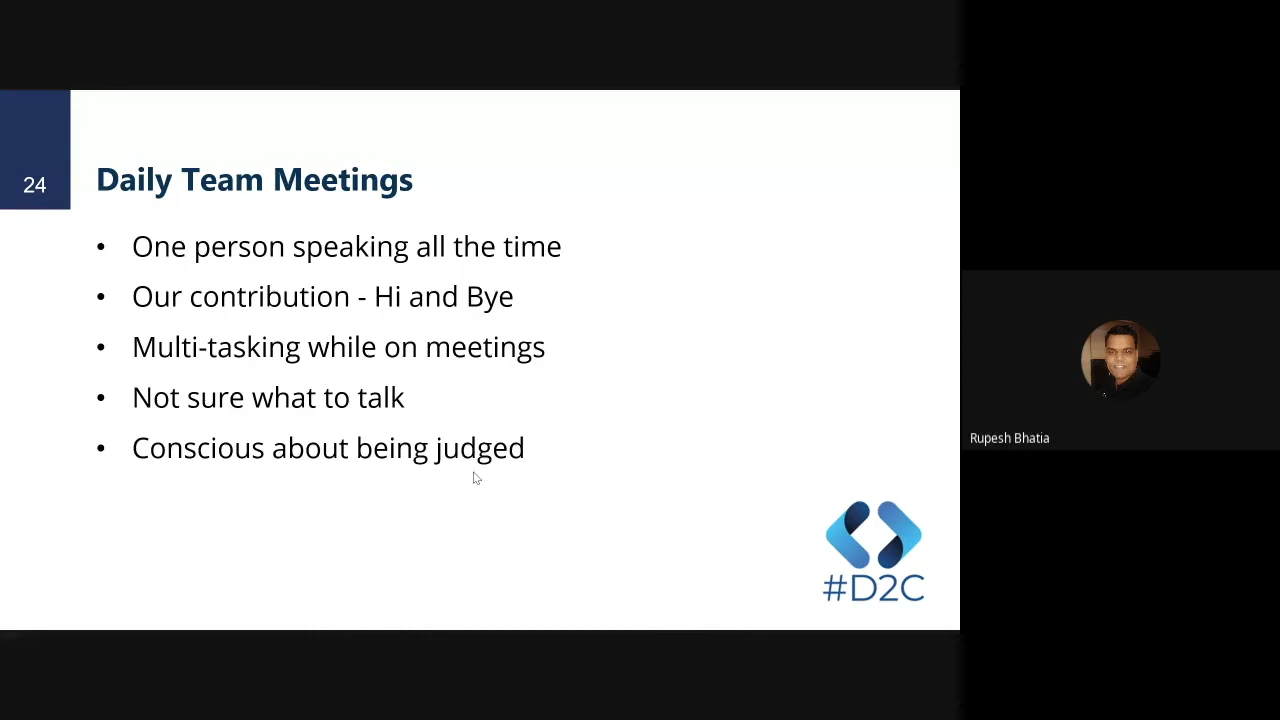 24
Daily Team Meetings
• One person speaking all the time
• Our contribution - Hi and Bye
• Multi-tasking while on meetings
• Not sure what to talk
• Conscious about being judged
#D2C
Rupesh Bhatia